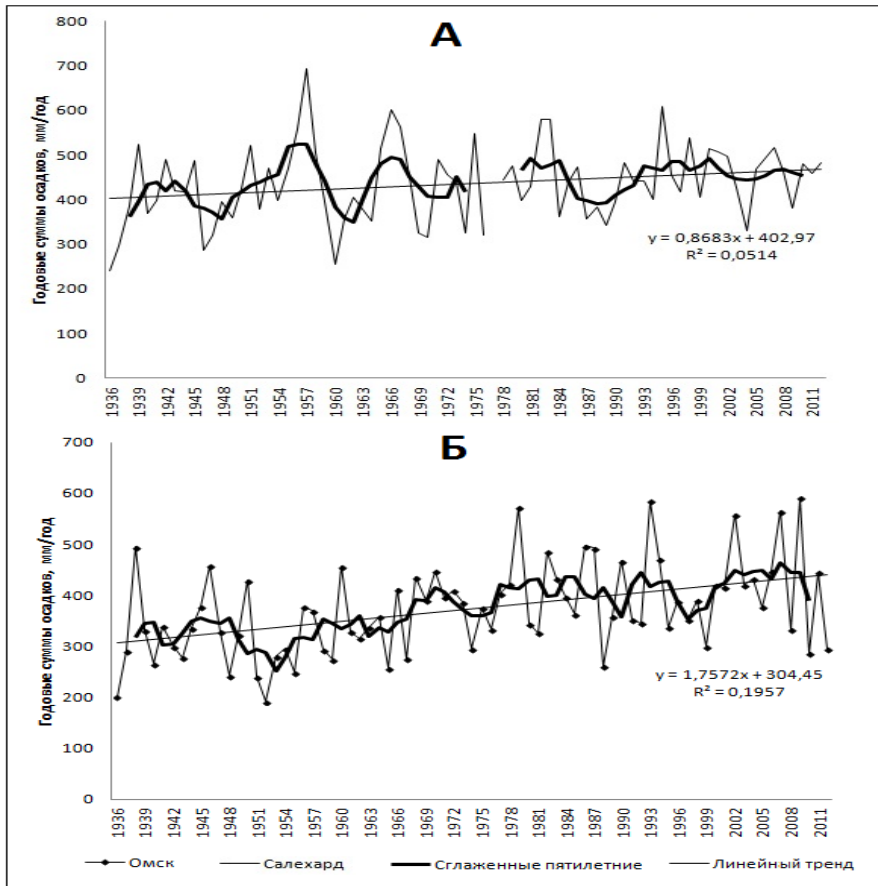 А
Годовые суммы осадков, мм/год
800
700
600
500
400
300
200
100
0
y = 0,8683x + 402,97
R² = 0,0514
1936 1939 1942 1945 1948 1951 1954 1957 1960 1963 1966 1969 1972 1975 1978 1981 1984 1987 1990 1993 1996 1999 2002 2005 2008 2011
Б
Годовые суммы осадков, мм/год
700
600
500
400
300
200
100
0
y = 1,7572x + 304,45
R² = 0,1957
1936 1939 1942 1945 1948 1951 1954 1957 1960 1963 1966 1969 1972 1975 1978 1981 1984 1987 1990 1993 1996 1999 2002 2005 2008 2011
Омск Салехард Сглаженные пятилетние Линейный тренд